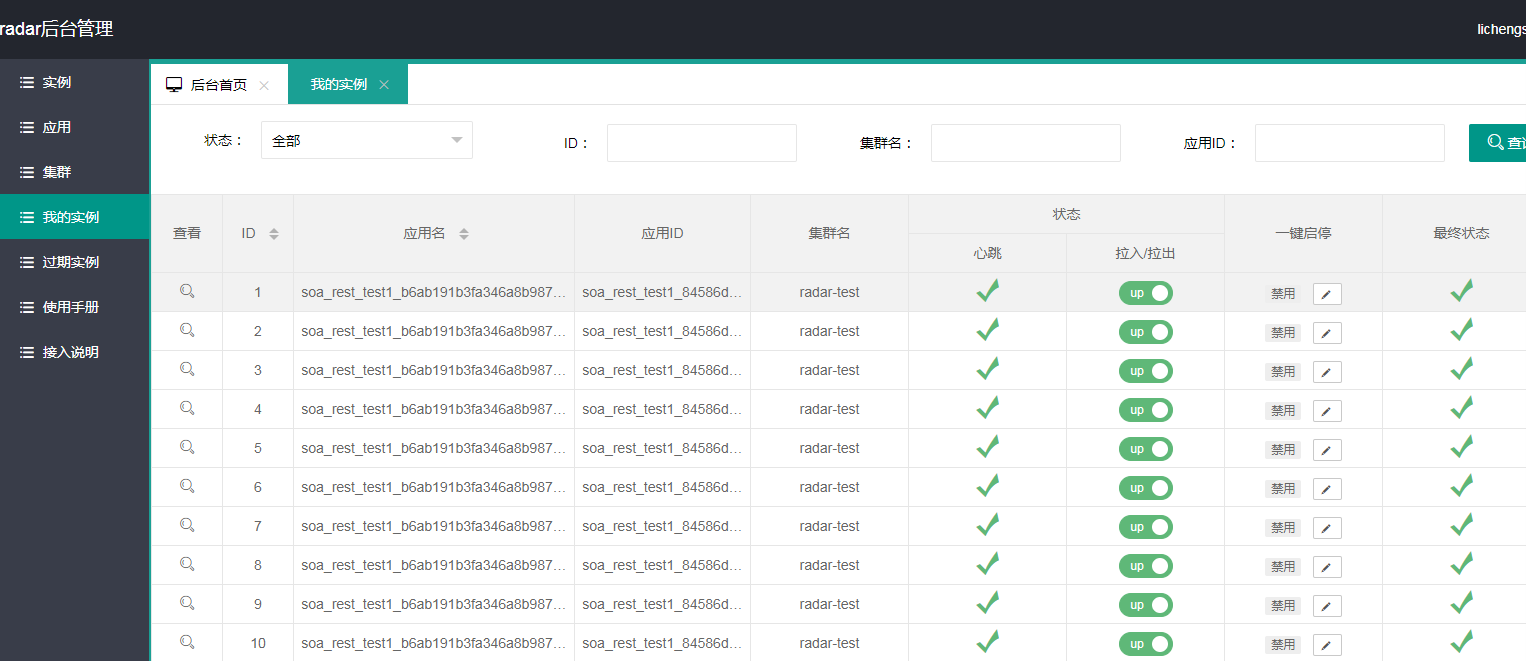 radar后台管理
lichengs
实例
应用
集群
我的实例
过期实例
使用手册
接入说明
后台首页 我的实例
状态： 全部 ID： 集群名： 应用ID： 查询
查看 ID 应用名 应用ID 集群名 状态 一键启停 最终状态
心跳 拉入/拉出
1 soa_rest_test1_b6ab191b3fa346a8b987... soa_rest_test1_84586d... radar-test up 禁用
2 soa_rest_test1_b6ab191b3fa346a8b987... soa_rest_test1_84586d... radar-test up 禁用
3 soa_rest_test1_b6ab191b3fa346a8b987... soa_rest_test1_84586d... radar-test up 禁用
4 soa_rest_test1_b6ab191b3fa346a8b987... soa_rest_test1_84586d... radar-test up 禁用
5 soa_rest_test1_b6ab191b3fa346a8b987... soa_rest_test1_84586d... radar-test up 禁用
6 soa_rest_test1_b6ab191b3fa346a8b987... soa_rest_test1_84586d... radar-test up 禁用
7 soa_rest_test1_b6ab191b3fa346a8b987... soa_rest_test1_84586d... radar-test up 禁用
8 soa_rest_test1_b6ab191b3fa346a8b987... soa_rest_test1_84586d... radar-test up 禁用
9 soa_rest_test1_b6ab191b3fa346a8b987... soa_rest_test1_84586d... radar-test up 禁用
10 soa_rest_test1_b6ab191b3fa346a8b987... soa_rest_test1_84586d... radar-test up 禁用